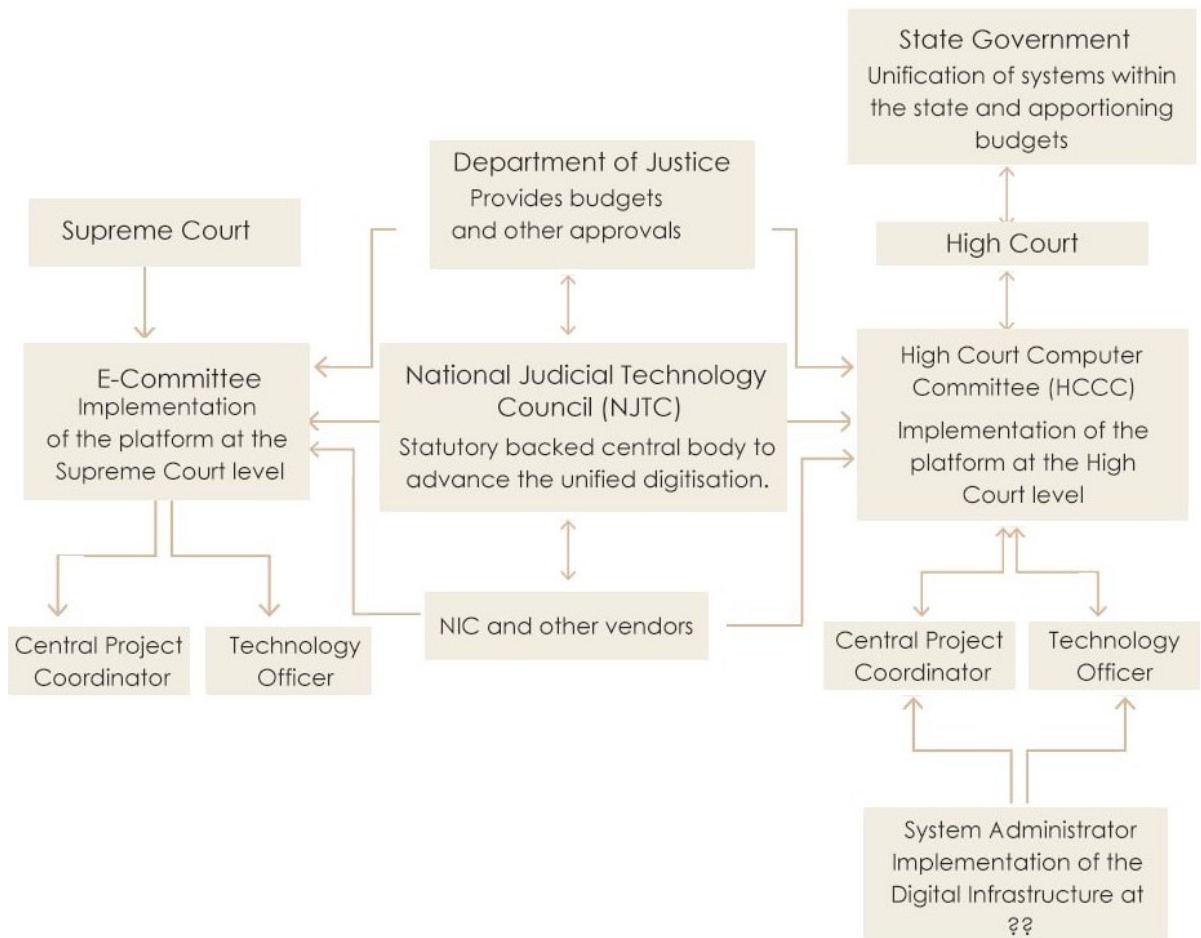 State Government
Unification of systems within
the state and apportioning
budgets
Department of Justice
Provides budgets
and other approvals
Supreme Court
High Court
E-Committee
Implementation
of the platform at the
Supreme Court level
National Judicial Technology
Council (NJTC)
Statutory backed central body to
advance the unified digitisation.
High Court Computer
Committee (HCCC)
Implementation of the
platform at the High
Court level
NIC and other vendors
Central Project
Coordinator
Technology
Officer
Central Project
Coordinator
Technology
Officer
System Administrator
Implementation of the
Digital Infrastructure at
??